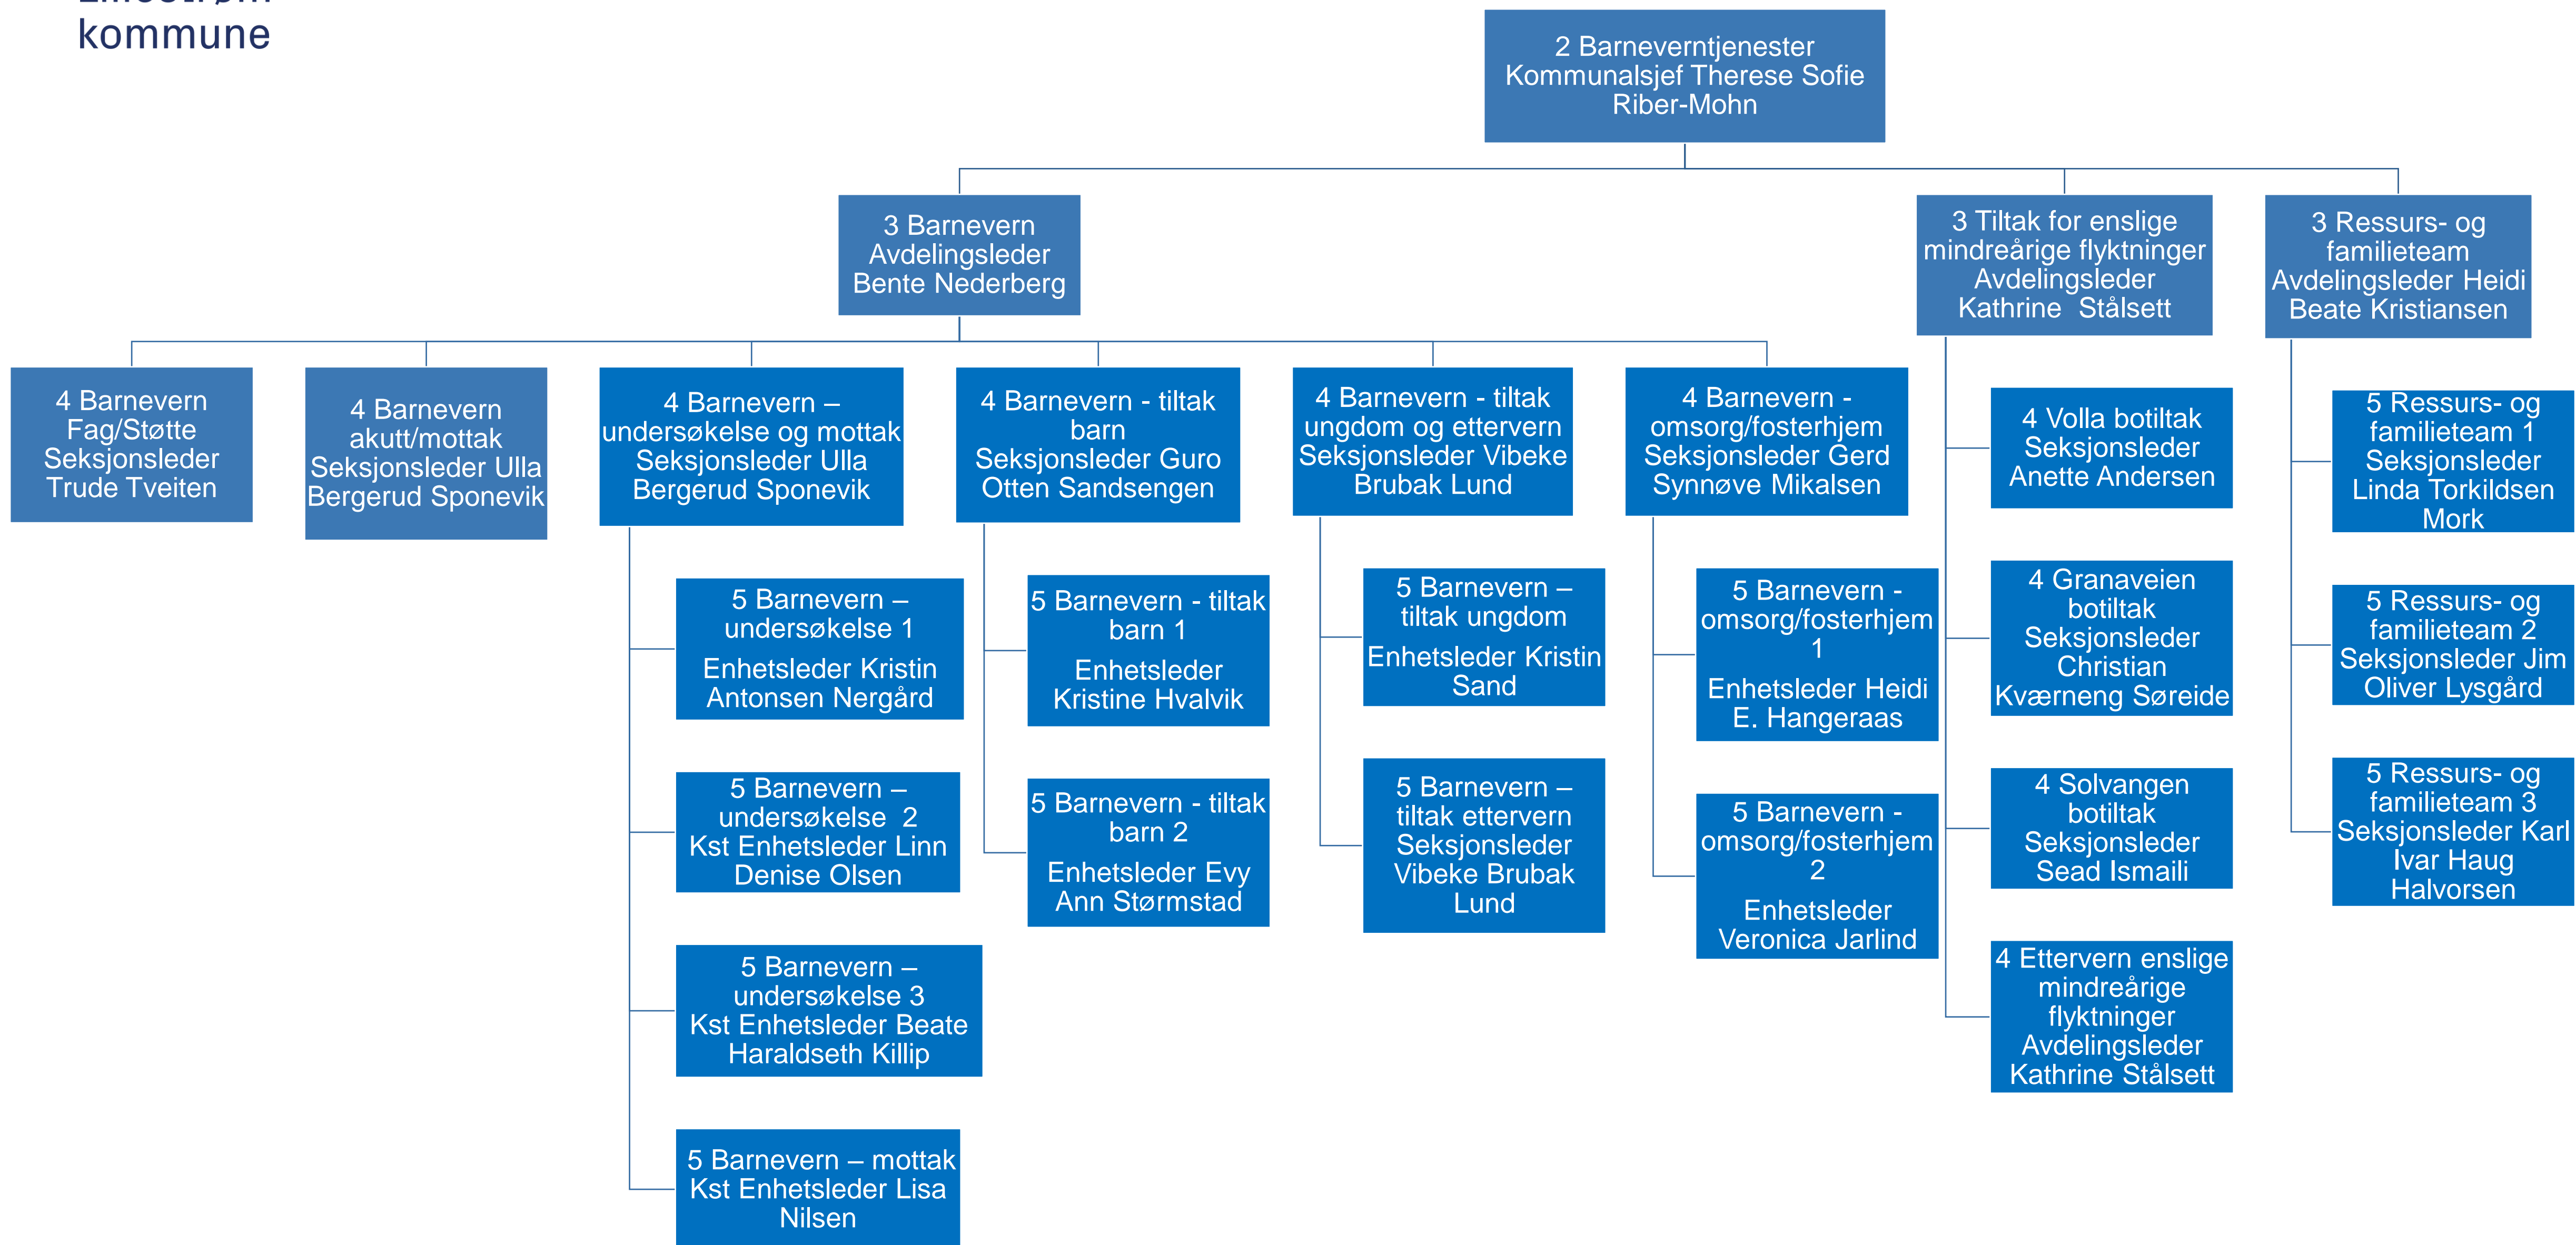 kommune
2 Barneverntjenester
Kommunalsjef Therese Sofie
Riber-Mohn
3 Barnevern
Avdelingsleder
Bente Nederberg
3 Tiltak for enslige
mindreårige flyktninger
Avdelingsleder
Kathrine  Stålsett
3 Ressurs- og
familieteam
Avdelingsleder Heidi
Beate Kristiansen
4 Barnevern
Fag/Støtte
Seksjonsleder
Trude Tveiten
4 Barnevern
akutt/mottak
Seksjonsleder Ulla
Bergerud Sponevik
4 Barnevern –
undersøkelse og mottak
Seksjonsleder Ulla
Bergerud Sponevik
4 Barnevern - tiltak
barn
Seksjonsleder Guro
Otten Sandsengen
4 Barnevern - tiltak
ungdom og ettervern
Seksjonsleder Vibeke
Brubak Lund
4 Barnevern -
omsorg/fosterhjem
Seksjonsleder Gerd
Synnøve Mikalsen
5 Barnevern –
undersøkelse 1
Enhetsleder Kristin
Antonsen Nergård
5 Barnevern –
undersøkelse  2
Kst Enhetsleder Linn
Denise Olsen
5 Barnevern –
undersøkelse 3
Kst Enhetsleder Beate
Haraldseth Killip
5 Barnevern – mottak
Kst Enhetsleder Lisa
Nilsen
5 Barnevern - tiltak
barn 1
Enhetsleder
Kristine Hvalvik
5 Barnevern - tiltak
barn 2
Enhetsleder Evy
Ann Størmstad
5 Barnevern –
tiltak ungdom
Enhetsleder Kristin
Sand
5 Barnevern –
tiltak ettervern
Seksjonsleder
Vibeke Brubak
Lund
5 Barnevern -
omsorg/fosterhjem
1
Enhetsleder Heidi
E. Hangeraas
5 Barnevern -
omsorg/fosterhjem
2
Enhetsleder
Veronica Jarlind
4 Volla botiltak
Seksjonsleder
Anette Andersen
4 Granaveien
botiltak
Seksjonsleder
Christian
Kværneng Søreide
4 Solvangen
botiltak
Seksjonsleder
Sead Ismaili
4 Ettervern enslige
mindreårige
flyktninger
Avdelingsleder
Kathrine Stålsett
5 Ressurs- og
familieteam 1
Seksjonsleder
Linda Torkildsen
Mork
5 Ressurs- og
familieteam 2
Seksjonsleder Jim
Oliver Lysgård
5 Ressurs- og
familieteam 3
Seksjonsleder Karl
Ivar Haug
Halvorsen